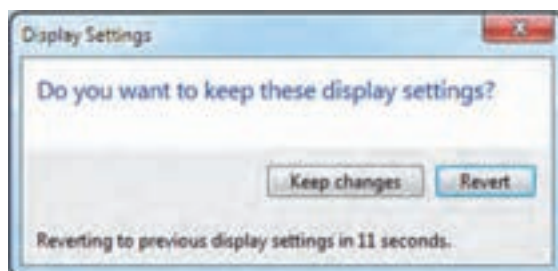 Display Settings
Do you want to keep these display settings?
Keep changes Revert
Reverting to previous display settings in 11 seconds.